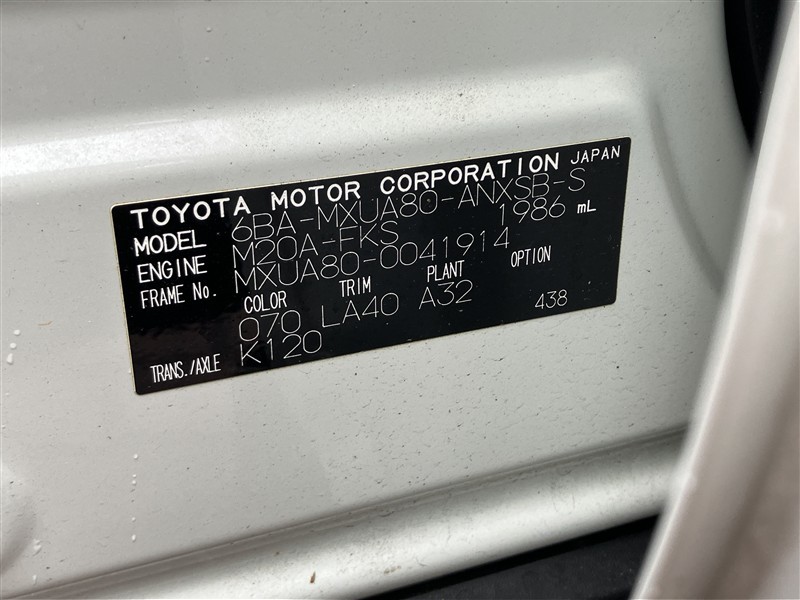 TOYOTA MOTOR CORPORATION JAPAN
MODEL 6BA-MXUA80-ANXSB-S
ENGINE M20A-FKS 1986 mL
FRAME No. MXUA80-0041914
COLOR TRIM PLANT OPTION
070 LA40 A32 438
TRANS./AXLE K120